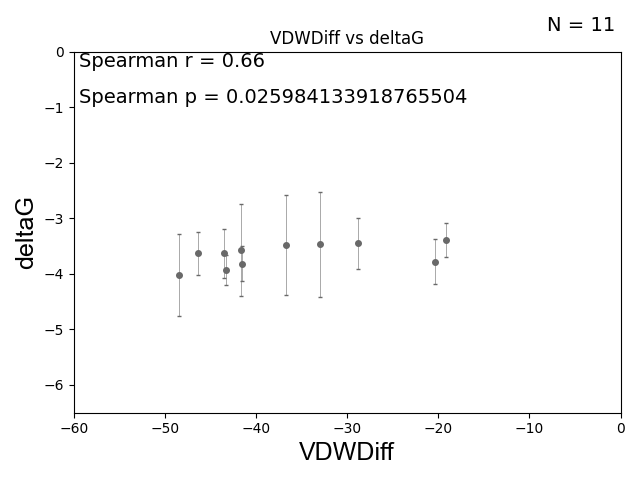 N = 11
VDWDiff vs deltaG
Spearman r = 0.66
Spearman p = 0.025984133918765504
0
−1
−2
−3
−4
−5
−6
deltaG
−60 −50 −40 −30 −20 −10 0
VDWDiff